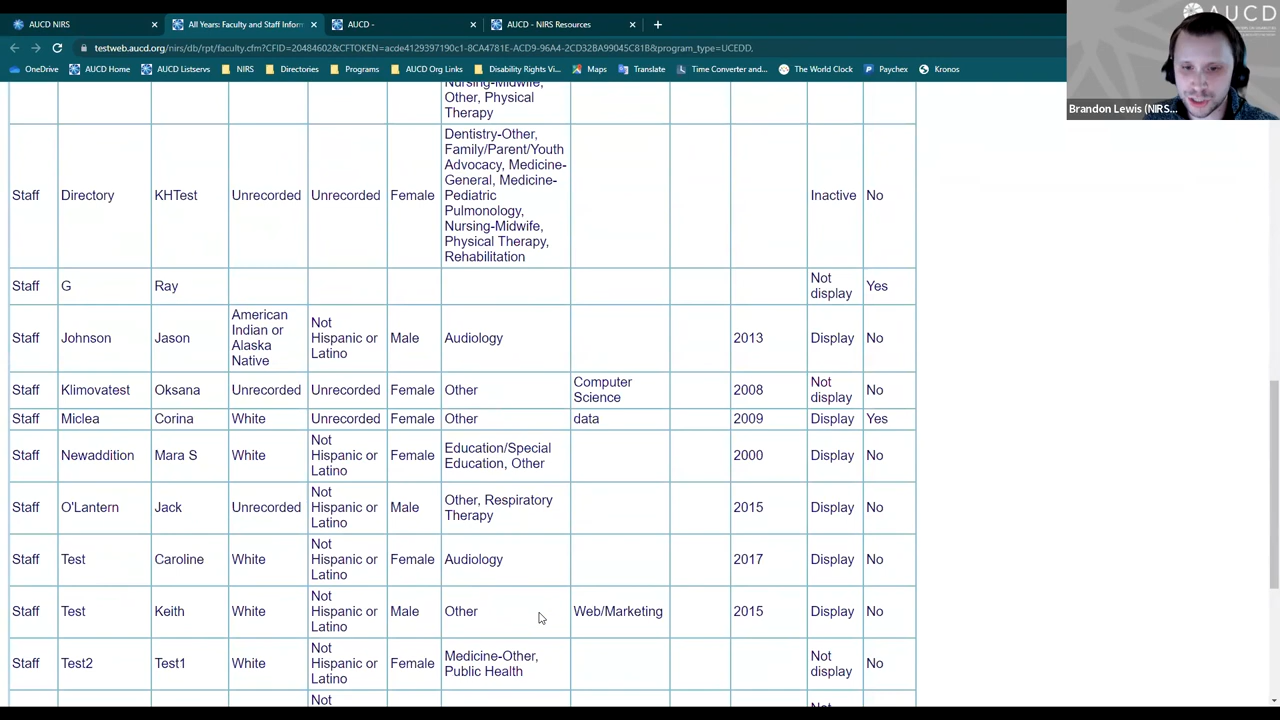 AUCD NIRS
All Years: Faculty and Staff Inform
AUCD -
AUCD - NIRS Resources
testweb.aucd.org/nirs/db/rpt/faculty.cfm?CFID=20484602&CFTOKEN=acde4129397190c1-8CA4781E-ACD9-96A4-2CD32BA99045C81B&program_type=UCEDD,
OneDrive AUCD Home AUCD Listservs NIRS Directories Programs AUCD Org Links Disability Rights Vi... Maps Translate Time Converter and... The World Clock Paychex Kronos
AUCD
Brandon Lewis (NIRS...
Nursing-Midwife,
Other, Physical
Therapy
Staff Directory KHTest Unrecorded Unrecorded Female
Dentistry-Other,
Family/Parent/Youth
Advocacy, Medicine-
General, Medicine-
Pediatric
Pulmonology,
Nursing-Midwife,
Physical Therapy,
Rehabilitation
Inactive No
Staff G Ray
Not
display
Yes
Staff Johnson Jason
American
Indian or
Alaska
Native
Not
Hispanic or
Latino
Male Audiology 2013 Display No
Staff Klimovatest Oksana Unrecorded Unrecorded Female Other
Computer
Science
2008
Not
display
No
Staff Miclea Corina White Unrecorded Female Other data 2009 Display Yes
Staff Newaddition Mara S White
Not
Hispanic or
Latino
Female
Education/Special
Education, Other
2000 Display No
Staff O'Lantern Jack Unrecorded
Not
Hispanic or
Latino
Male
Other, Respiratory
Therapy
2015 Display No
Staff Test Caroline White
Not
Hispanic or
Latino
Female Audiology 2017 Display No
Staff Test Keith White
Not
Hispanic or
Latino
Male Other Web/Marketing 2015 Display No
Staff Test2 Test1 White
Not
Hispanic or
Latino
Female
Medicine-Other,
Public Health
Not
display
No
Not